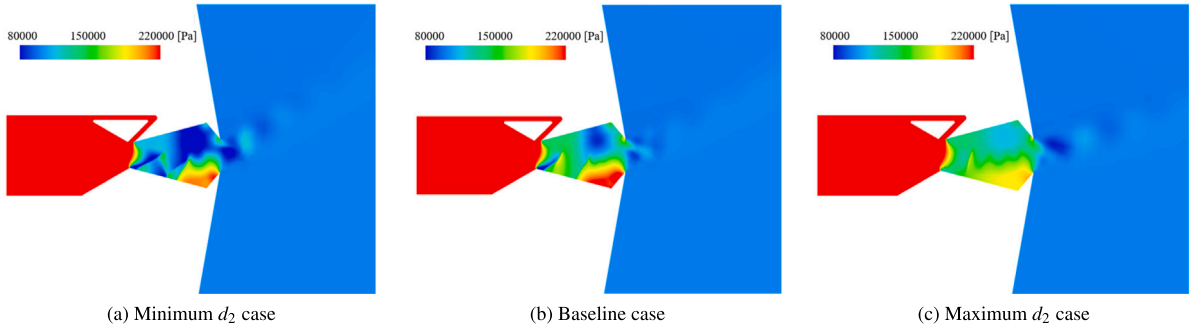 80000 150000 220000 [Pa]
80000 150000 220000 [Pa]
80000 150000 220000 [Pa]
(a) Minimum d₂ case
(b) Baseline case
(c) Maximum d₂ case